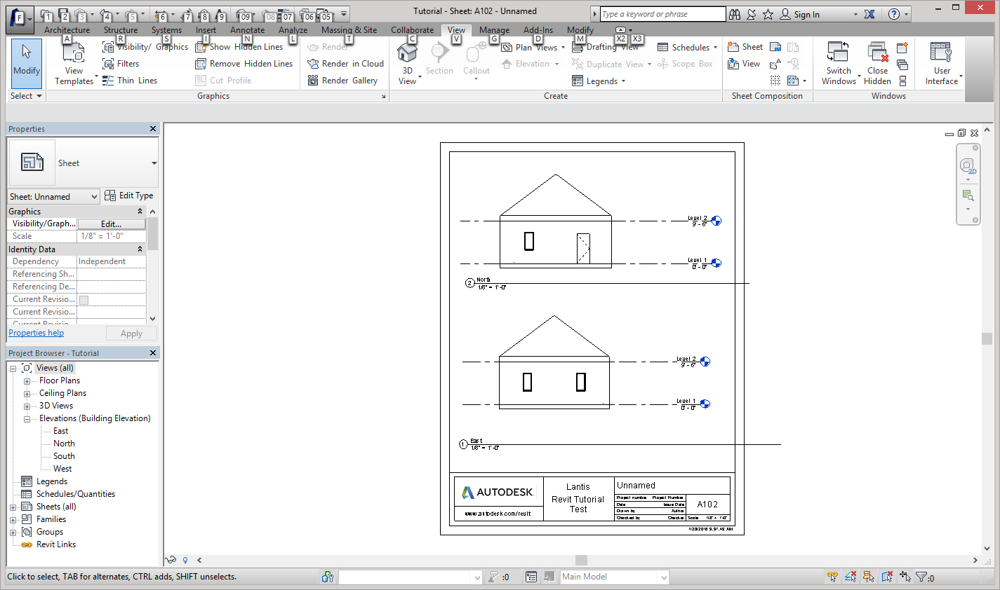 Tutorial - Sheet: A102 - Unnamed
Type a keyword or phrase
Sign In
F
1 2 3 4 5 6 7 8 9 09 08 07 06 05
Architecture Structure Systems Insert Annotate Analyze Massing & Site Collaborate View Manage Add-Ins Modify
A R S I N L T C V G D M X2 X3
Modify
View
Templates
Visibility/ Graphics
Filters
Thin Lines
Show Hidden Lines
Remove Hidden Lines
Cut Profile
Render
Render in Cloud
Render Gallery
3D
View
Section
Callout
Plan Views
Elevation
Drafting View
Duplicate View
Legends
Schedules
Scope Box
Sheet
View
Switch
Windows
Close
Hidden
User
Interface
Select
Graphics
Create
Sheet Composition
Windows
Properties
Sheet
Sheet: Unnamed
Edit Type
Graphics
Visibility/Graph...
Edit...
Scale
1/8" = 1'-0"
Identity Data
Dependency
Independent
Referencing Sh...
Referencing De...
Current Revisio...
Current Revisio...
Current Revisio...
Properties help
Apply
Project Browser - Tutorial
Views (all)
Floor Plans
Ceiling Plans
3D Views
Elevations (Building Elevation)
East
North
South
West
Legends
Schedules/Quantities
Sheets (all)
Families
Groups
Revit Links
2D
Level 2
9' - 6"
Level 1
0' - 0"
2
North
1/8" = 1'-0"
Level 2
9' - 6"
Level 1
0' - 0"
1
East
1/8" = 1'-0"
AUTODESK.
www.autodesk.com/revit
Lantis
Revit Tutorial
Test
Unnamed
Project number Project Number
Date Issue Date
Drawn by Author
Checked by Checker
A102
Scale 1/8" = 1'-0"
Click to select, TAB for alternates, CTRL adds, SHIFT unselects.
:0
Main Model
:0